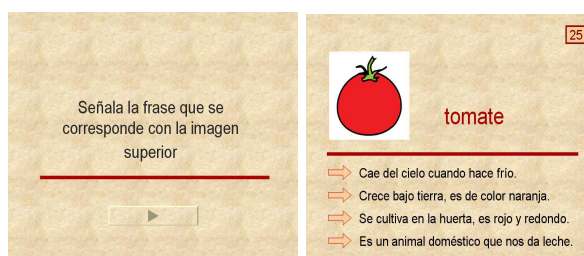 Señala la frase que se
corresponde con la imagen
superior
25
tomate
Cae del cielo cuando hace frío.
Crece bajo tierra, es de color naranja.
Se cultiva en la huerta, es rojo y redondo.
Es un animal doméstico que nos da leche.